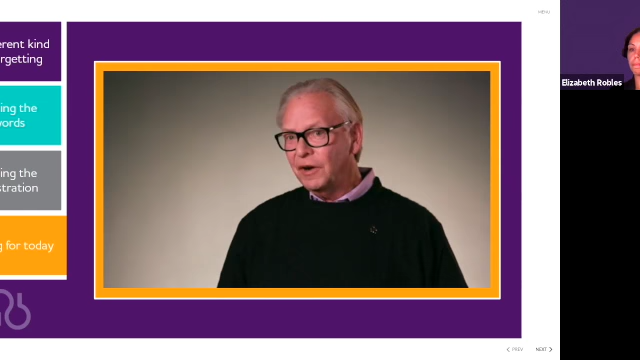 MENU
erent kind
rgetting
ing the
words
ing the
stration
g for today
Elizabeth Robles
PREV
NEXT